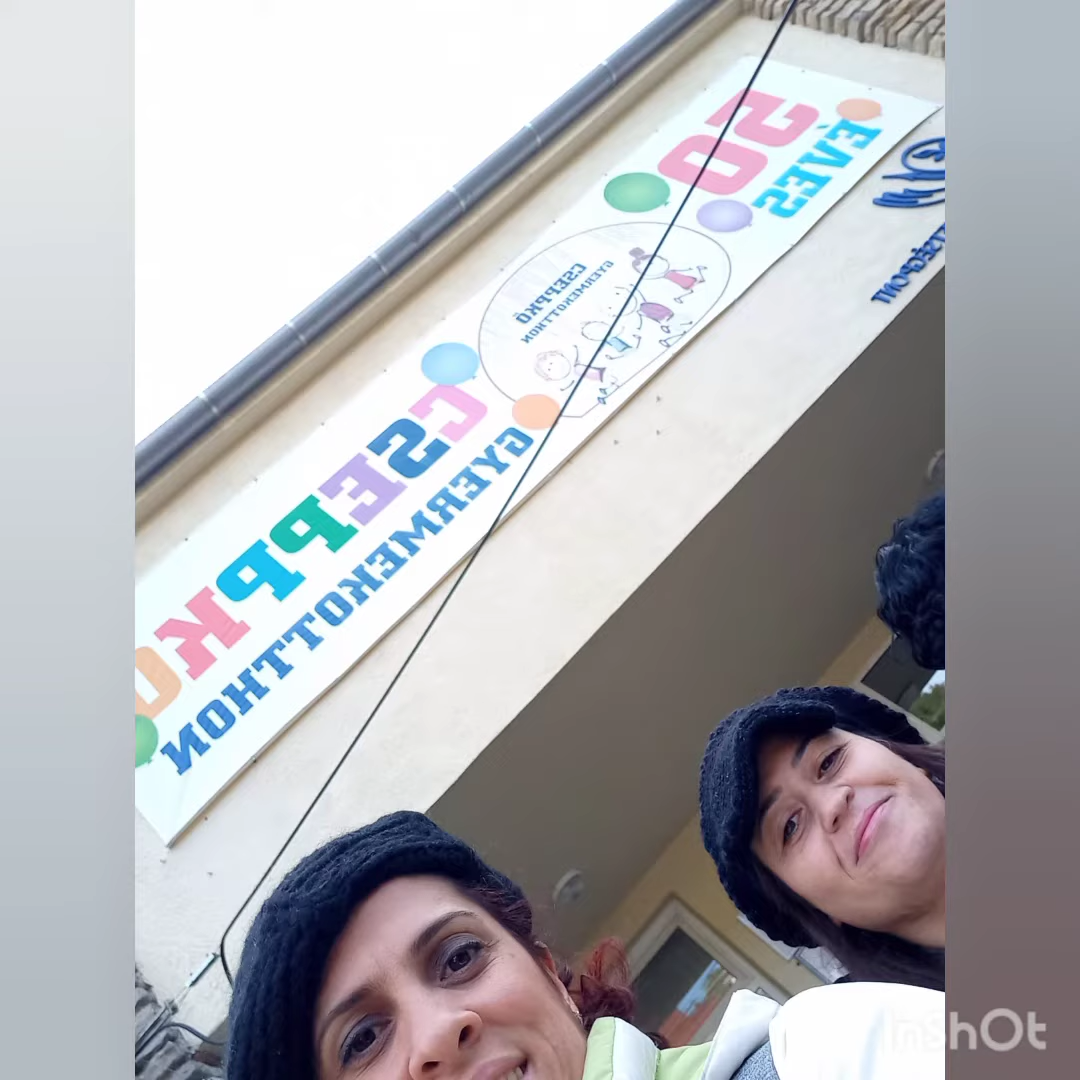 50
ÉVES
CSEPPKŐ
GYERMEKOTTHON
CSEPPKŐ
GYERMEKOTTHON
InShOt